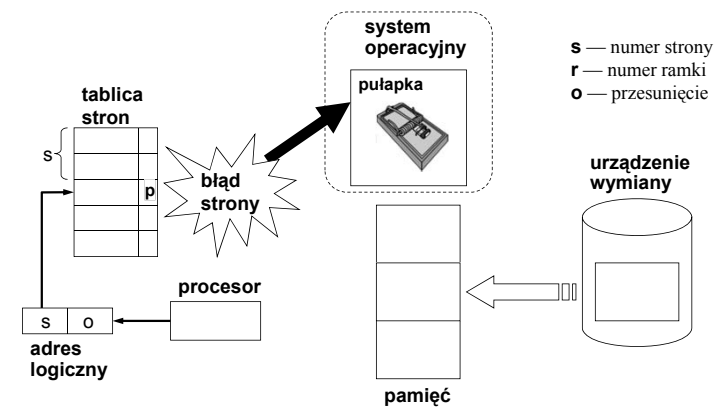 system
operacyjny
pułapka
s — numer strony
r — numer ramki
o — przesunięcie
tablica
stron
s
p
błąd
strony
urządzenie
wymiany
procesor
s o
adres
logiczny
pamięć